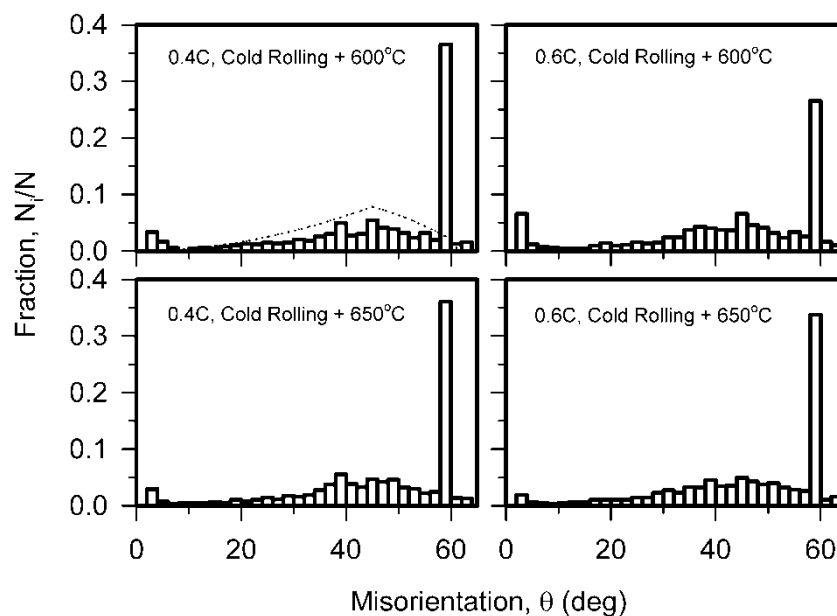 0.4
0.3
0.2
0.1
0.0
0.4C, Cold Rolling + 600°C
0.6C, Cold Rolling + 600°C
Fraction, Nᵢ/N
0.4
0.3
0.2
0.1
0.0
0.4C, Cold Rolling + 650°C
0.6C, Cold Rolling + 650°C
0 20 40 60 0 20 40 60
Misorientation, θ (deg)